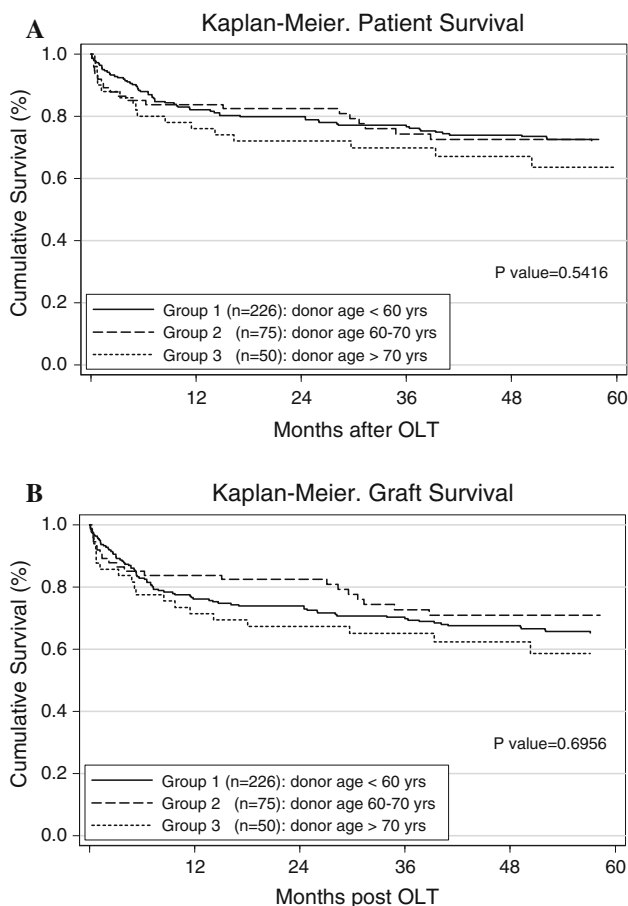 A
Kaplan-Meier. Patient Survival
Cumulative Survival (%)
1.0
0.8
0.6
0.4
0.2
0.0
P value=0.5416
Group 1 (n=226): donor age < 60 yrs
Group 2 (n=75): donor age 60-70 yrs
Group 3 (n=50): donor age > 70 yrs
12 24 36 48 60
Months after OLT
B
Kaplan-Meier. Graft Survival
Cumulative Survival (%)
1.0
0.8
0.6
0.4
0.2
0.0
P value=0.6956
Group 1 (n=226): donor age < 60 yrs
Group 2 (n=75): donor age 60-70 yrs
Group 3 (n=50): donor age > 70 yrs
12 24 36 48 60
Months post OLT